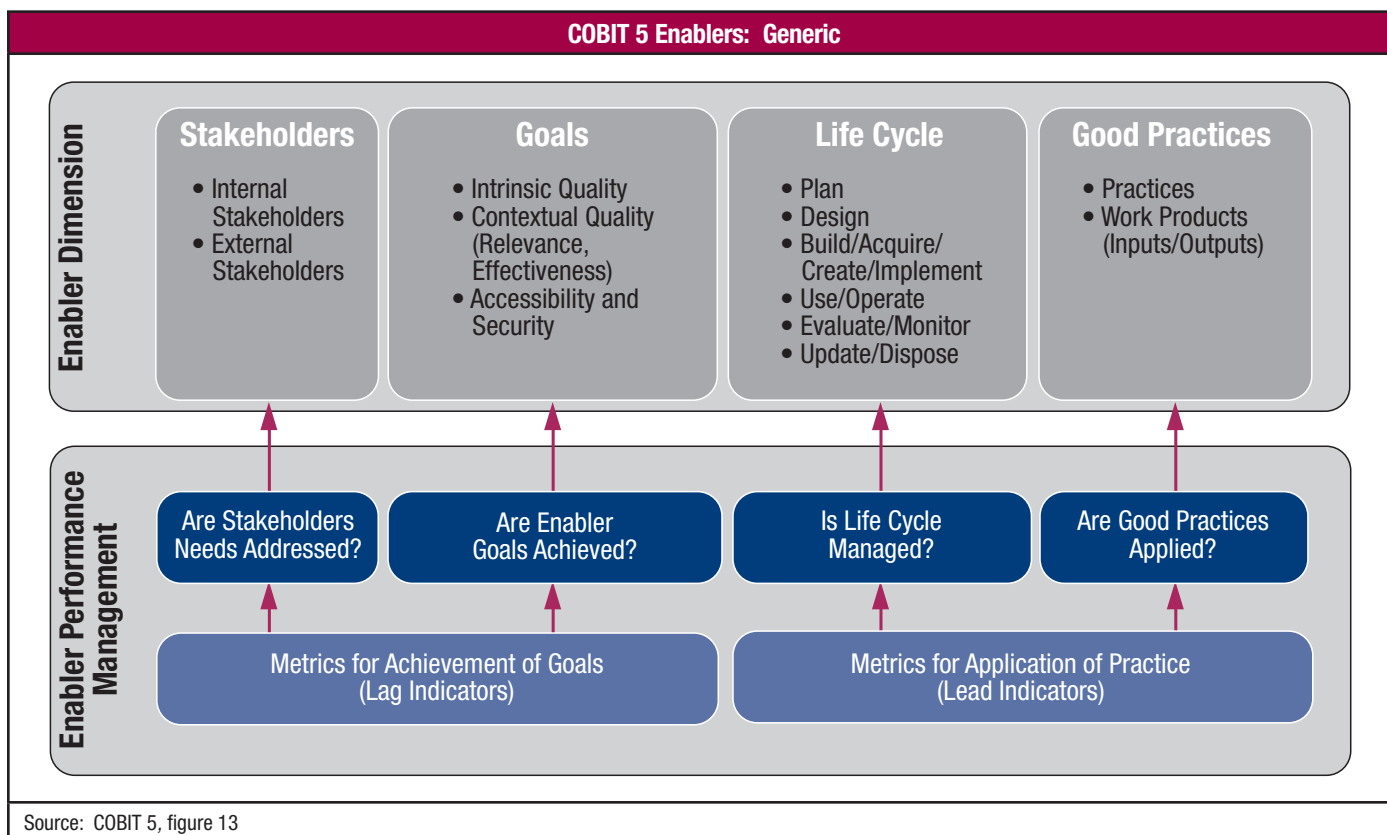 COBIT 5 Enablers: Generic
Enabler Dimension
Stakeholders
• Internal
Stakeholders
• External
Stakeholders
Goals
• Intrinsic Quality
• Contextual Quality
(Relevance,
Effectiveness)
• Accessibility and
Security
Life Cycle
• Plan
• Design
• Build/Acquire/
Create/Implement
• Use/Operate
• Evaluate/Monitor
• Update/Dispose
Good Practices
• Practices
• Work Products
(Inputs/Outputs)
Enabler Performance
Management
Are Stakeholders
Needs Addressed?
Are Enabler
Goals Achieved?
Is Life Cycle
Managed?
Are Good Practices
Applied?
Metrics for Achievement of Goals
(Lag Indicators)
Metrics for Application of Practice
(Lead Indicators)
Source: COBIT 5, figure 13